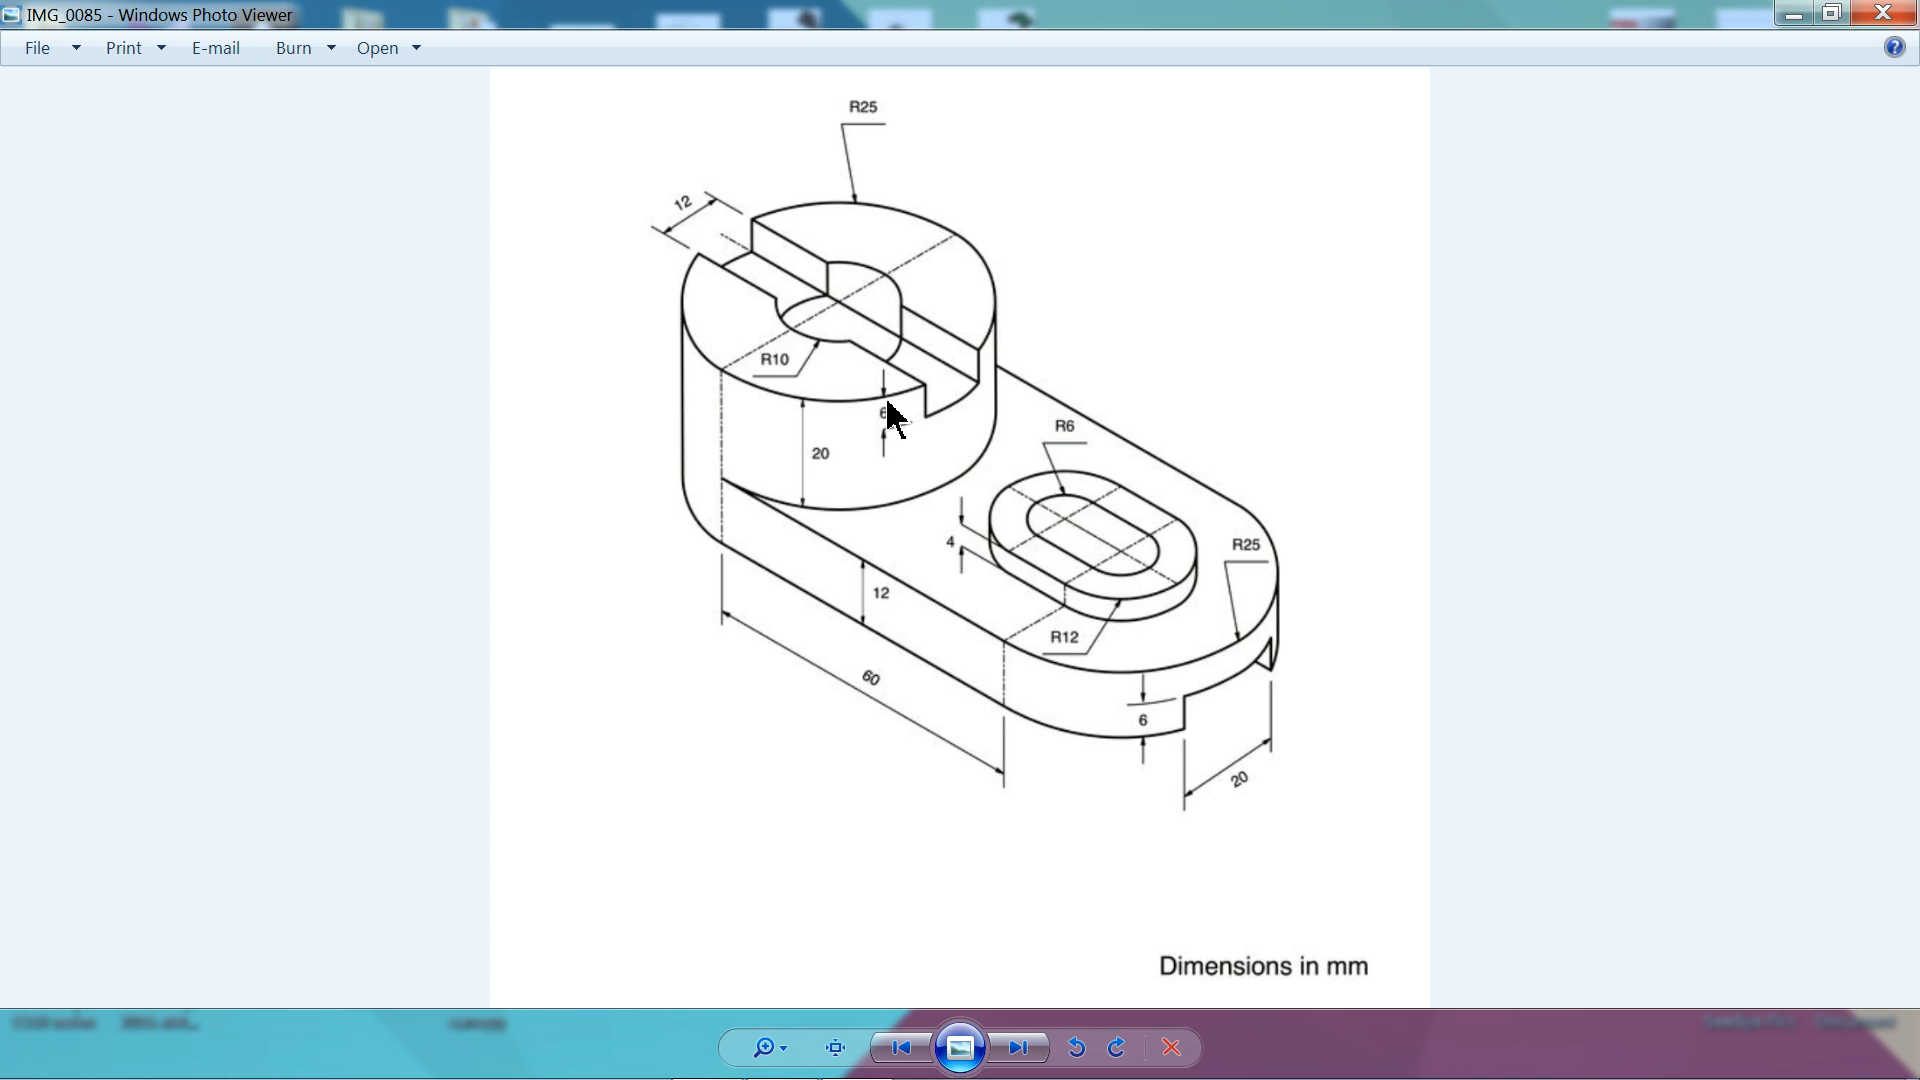 IMG_0085 - Windows Photo Viewer
File Print E-mail Burn Open
R25
12
R10
6
20
R6
4
R25
12
R12
60
6
20
Dimensions in mm